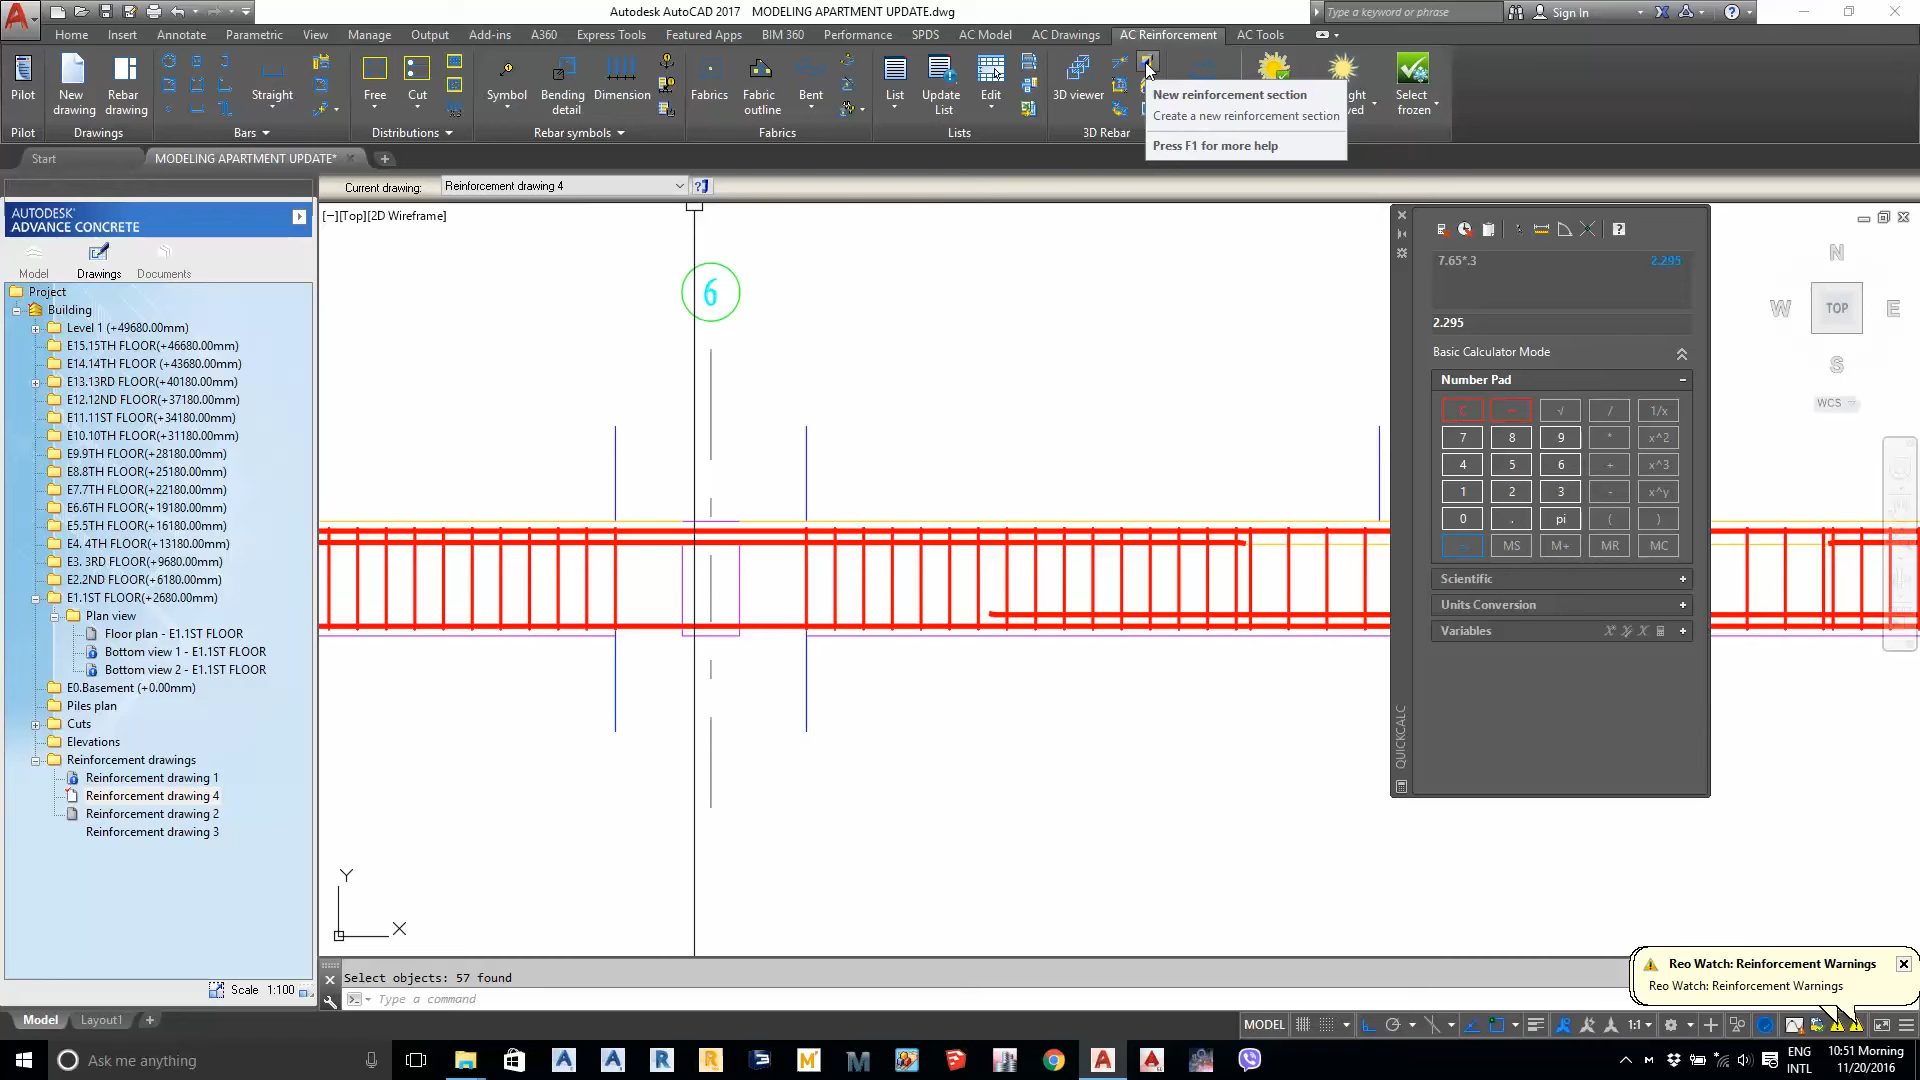 Autodesk AutoCAD 2017    MODELING APARTMENT UPDATE.dwg
Type a keyword or phrase
Sign In
Home Insert Annotate Parametric View Manage Output Add-ins A360 Express Tools Featured Apps BIM 360 Performance SPDS AC Model AC Drawings AC Reinforcement AC Tools
Pilot
New drawing
Rebar drawing
Straight
Free
Cut
Symbol
Bending detail
Dimension
Fabrics
Fabric outline
Bent
List
Update List
Edit
3D viewer
Select frozen
Pilot
Drawings
Bars
Distributions
Rebar symbols
Fabrics
Lists
3D Rebar
New reinforcement section
Create a new reinforcement section
Press F1 for more help
Start
MODELING APARTMENT UPDATE*
Current drawing:
Reinforcement drawing 4
AUTODESK®
ADVANCE CONCRETE
Model Drawings Documents
Project
Building
Level 1 (+49680.00mm)
E15.15TH FLOOR(+46680.00mm)
E14.14TH FLOOR (+43680.00mm)
E13.13RD FLOOR(+40180.00mm)
E12.12ND FLOOR(+37180.00mm)
E11.11ST FLOOR(+34180.00mm)
E10.10TH FLOOR(+31180.00mm)
E9.9TH FLOOR(+28180.00mm)
E8.8TH FLOOR(+25180.00mm)
E7.7TH FLOOR(+22180.00mm)
E6.6TH FLOOR(+19180.00mm)
E5.5TH FLOOR(+16180.00mm)
E4. 4TH FLOOR(+13180.00mm)
E3. 3RD FLOOR(+9680.00mm)
E2.2ND FLOOR(+6180.00mm)
E1.1ST FLOOR(+2680.00mm)
Plan view
Floor plan - E1.1ST FLOOR
Bottom view 1 - E1.1ST FLOOR
Bottom view 2 - E1.1ST FLOOR
E0.Basement (+0.00mm)
Piles plan
Cuts
Elevations
Reinforcement drawings
Reinforcement drawing 1
Reinforcement drawing 4
Reinforcement drawing 2
Reinforcement drawing 3
Scale 1:100
[−][Top][2D Wireframe]
6
Y
X
7.65*.3
2.295
2.295
Basic Calculator Mode
Number Pad
C √ / 1/x
7 8 9 * x^2
4 5 6 + x^3
1 2 3 - x^y
0 . pi ( )
= MS M+ MR MC
Scientific
Units Conversion
Variables
QUICKCALC
N
W TOP E
S
WCS
Select objects: 57 found
Type a command
Reo Watch: Reinforcement Warnings
Reo Watch: Reinforcement Warnings
Model Layout1
MODEL
1:1
Ask me anything
ENG
INTL
10:51 Morning
11/20/2016